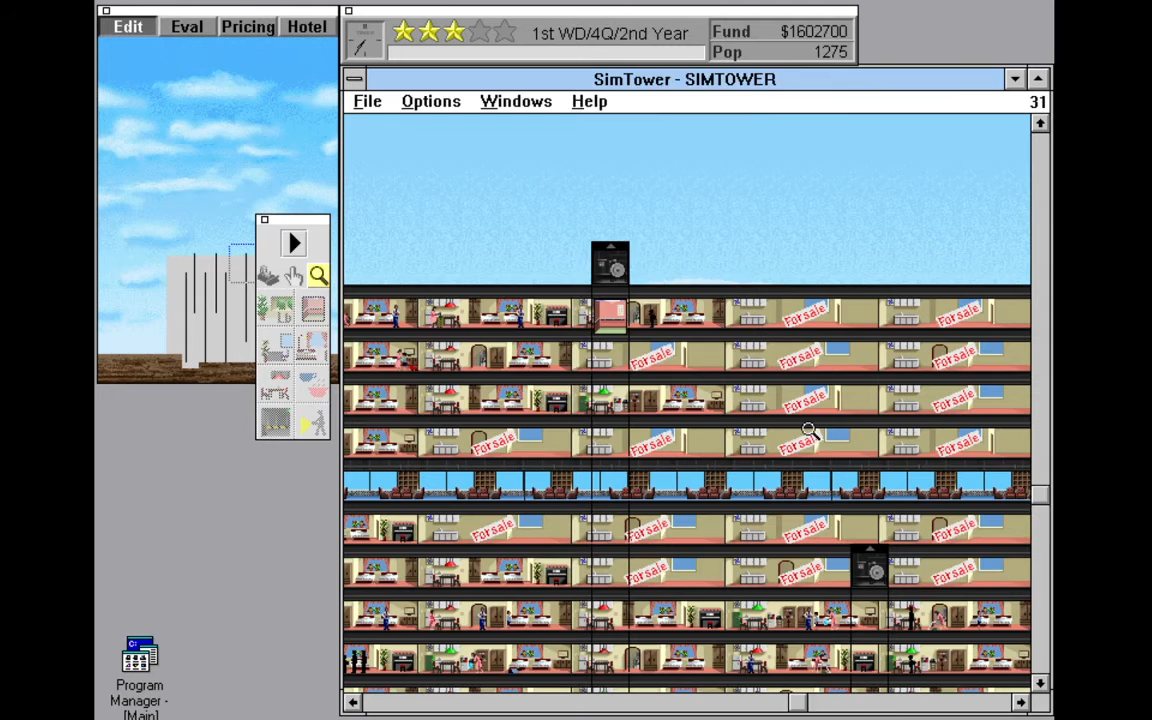 Edit Eval Pricing Hotel
1st WD/4Q/2nd Year
Fund $1602700
Pop 1275
SimTower - SIMTOWER
File Options Windows Help 31
For sale For sale
For sale For sale For sale
For sale For sale
For sale For sale For sale For sale
For sale For sale For sale
For sale For sale For sale
Program
Manager -
[Main]